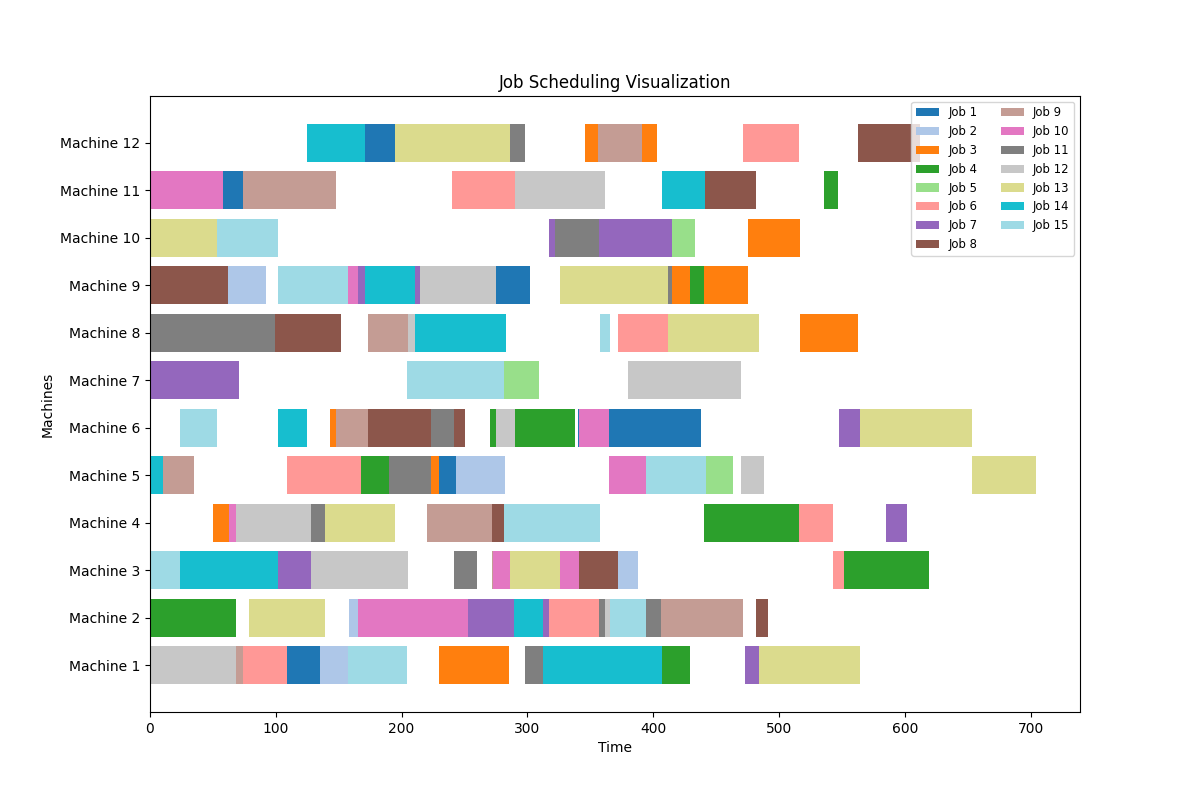 Job Scheduling Visualization
Machine 12
Machine 11
Machine 10
Machine 9
Machine 8
Machine 7
Machine 6
Machine 5
Machine 4
Machine 3
Machine 2
Machine 1
Machines
0 100 200 300 400 500 600 700
Time
Job 1
Job 2
Job 3
Job 4
Job 5
Job 6
Job 7
Job 8
Job 9
Job 10
Job 11
Job 12
Job 13
Job 14
Job 15